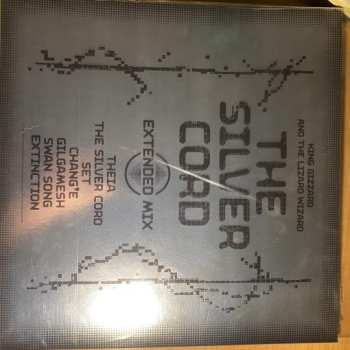 KING GIZZARD
AND THE LIZARD WIZARD
THE
SILVER
CORD
EXTENDED MIX
THEIA
THE SILVER CORD
SET
CHANG'E
GILGAMESH
SWAN SONG
EXTINCTION